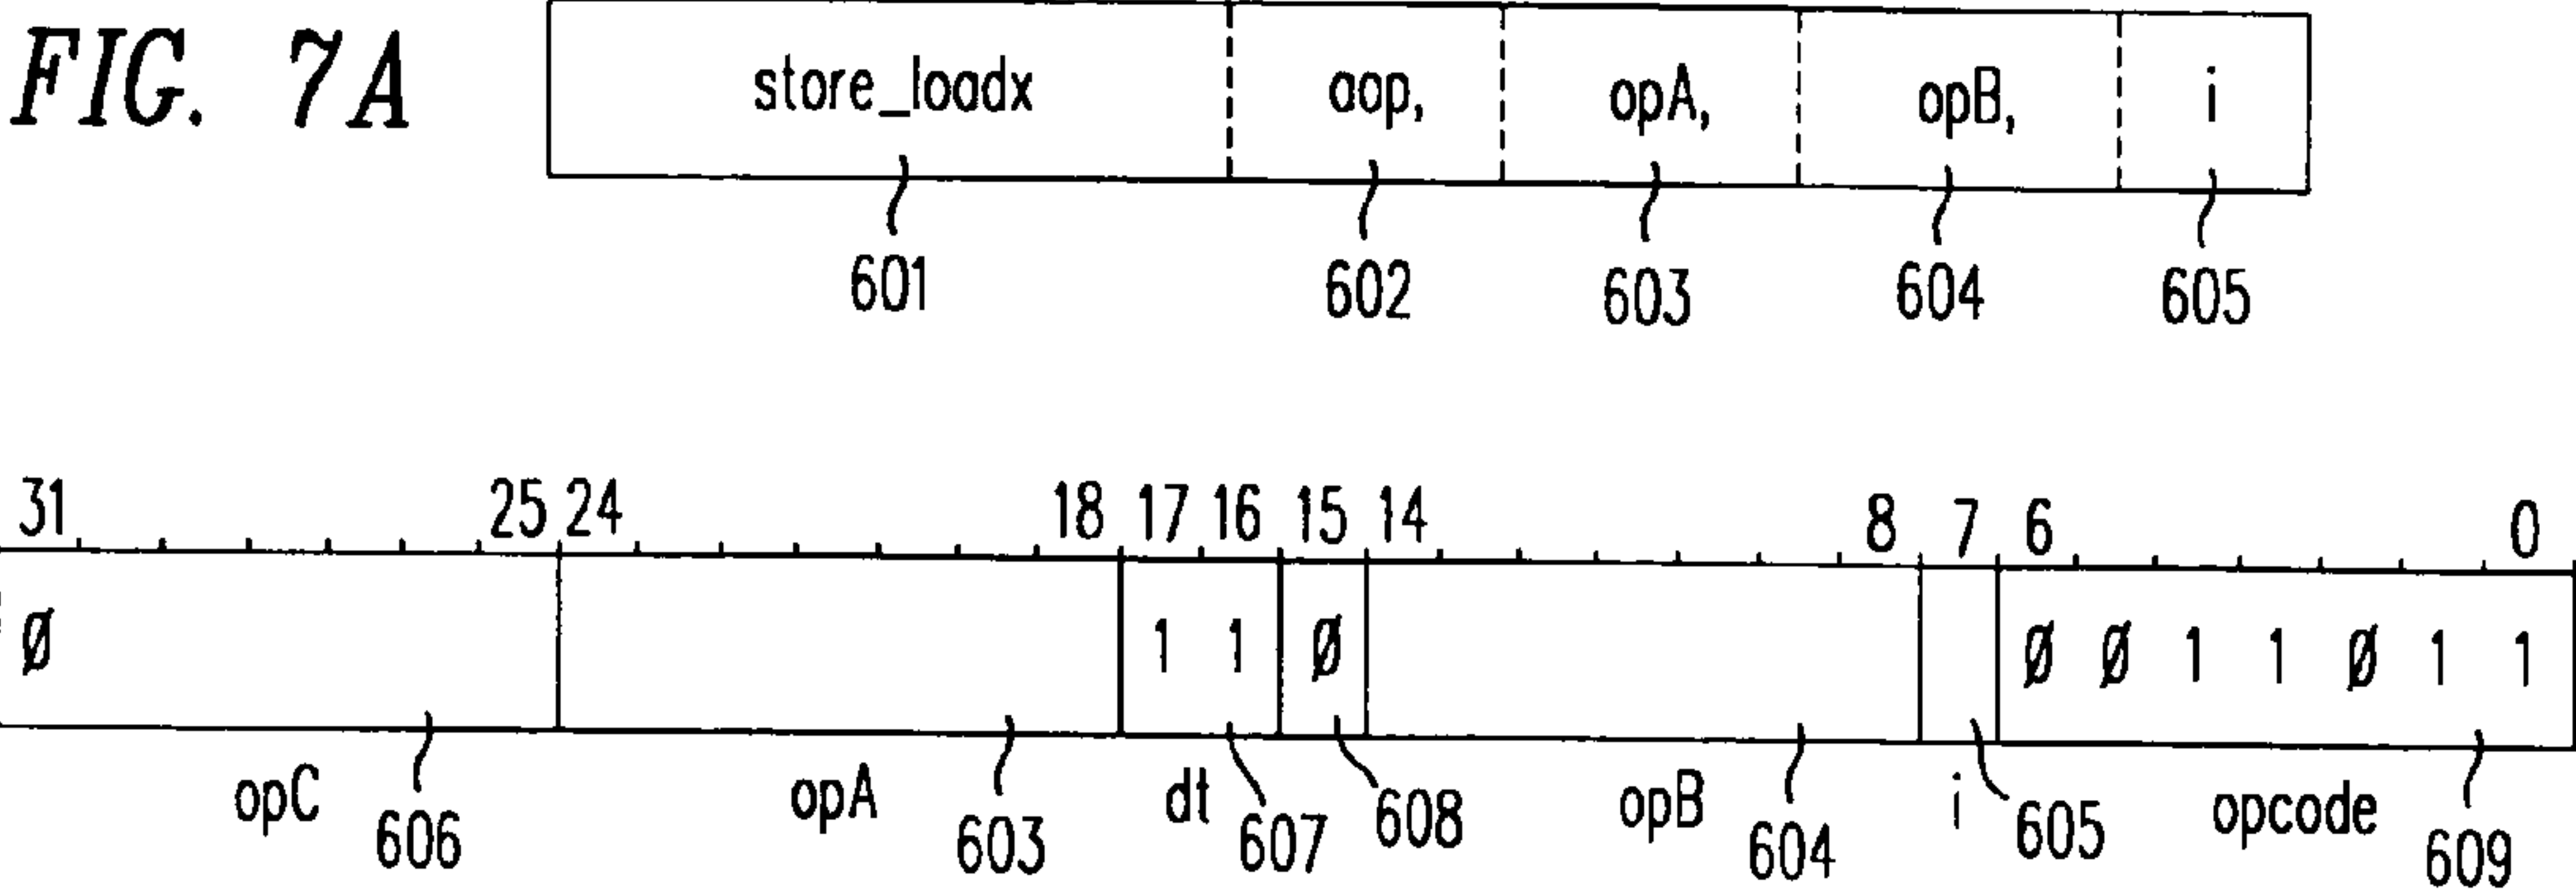 FIG. 7A
store_loadx aop, opA, opB, i
601 602 603 604 605
31 25 24 18 17 16 15 14 8 7 6 0
Ø 1 1 Ø Ø Ø 1 1 Ø 1 1
opC opA dt opB i opcode
606 603 607 608 604 605 609